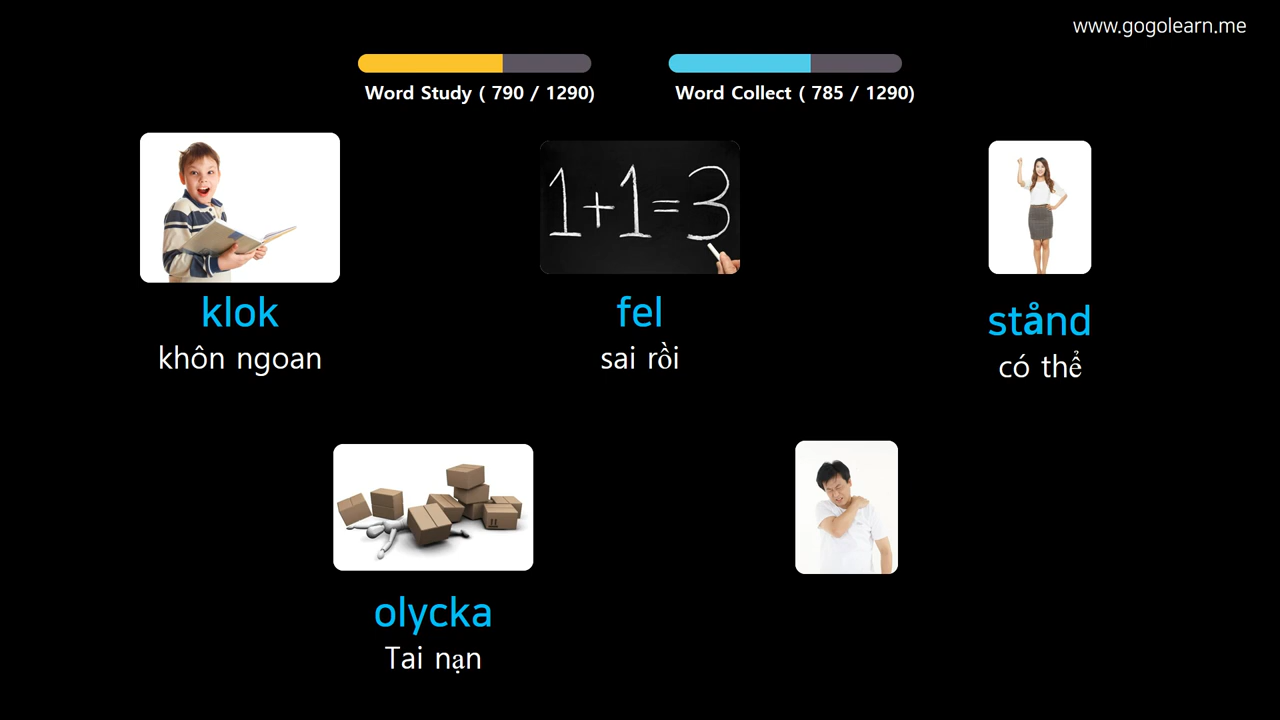 www.gogolearn.me
Word Study ( 790 / 1290)
Word Collect ( 785 / 1290)
1+1=3
klok
khôn ngoan
fel
sai rồi
stånd
có thể
olycka
Tai nạn